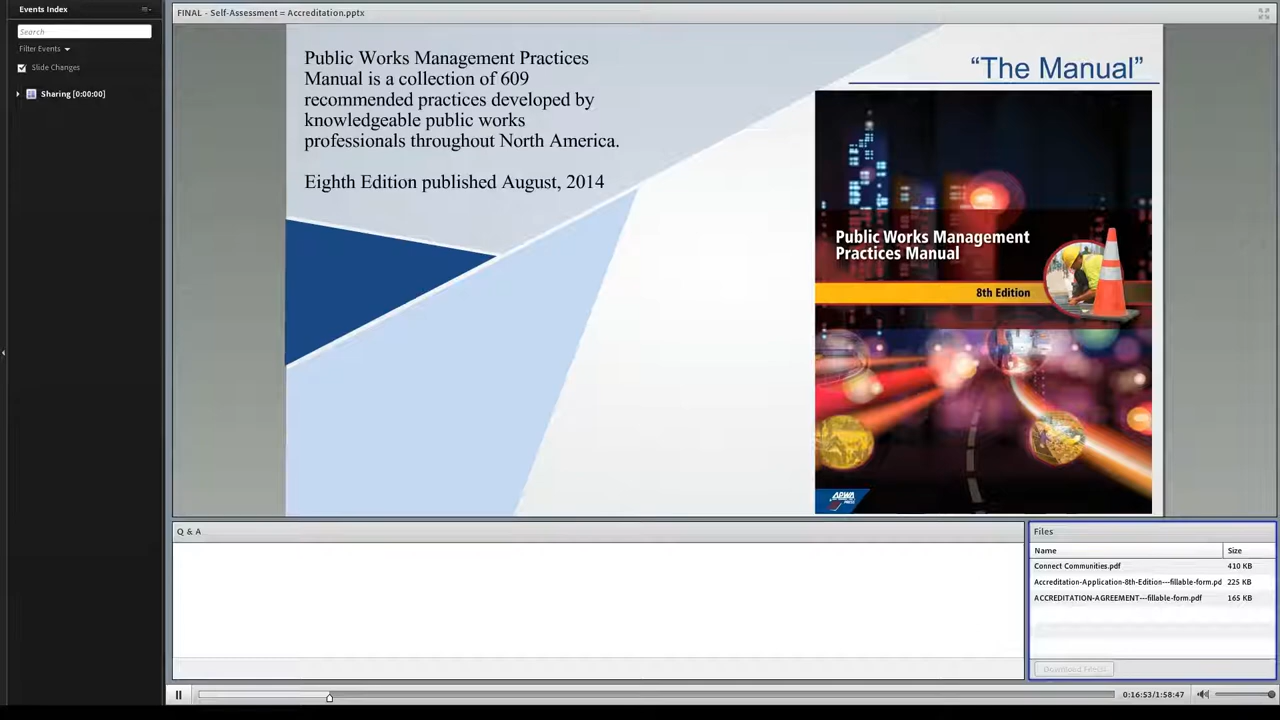 Events Index
Search
Filter Events
Slide Changes
Sharing [0:00:00]
FINAL - Self-Assessment = Accreditation.pptx
Public Works Management Practices
Manual is a collection of 609
recommended practices developed by
knowledgeable public works
professionals throughout North America.
Eighth Edition published August, 2014
“The Manual”
Public Works Management
Practices Manual
8th Edition
APWA
PRESS
Q & A
Files
Name Size
Connect Communities.pdf 410 KB
Accreditation-Application-8th-Edition---fillable-form.pd 225 KB
ACCREDITATION-AGREEMENT---fillable-form.pdf 165 KB
Download File(s)
0:16:53/1:58:47